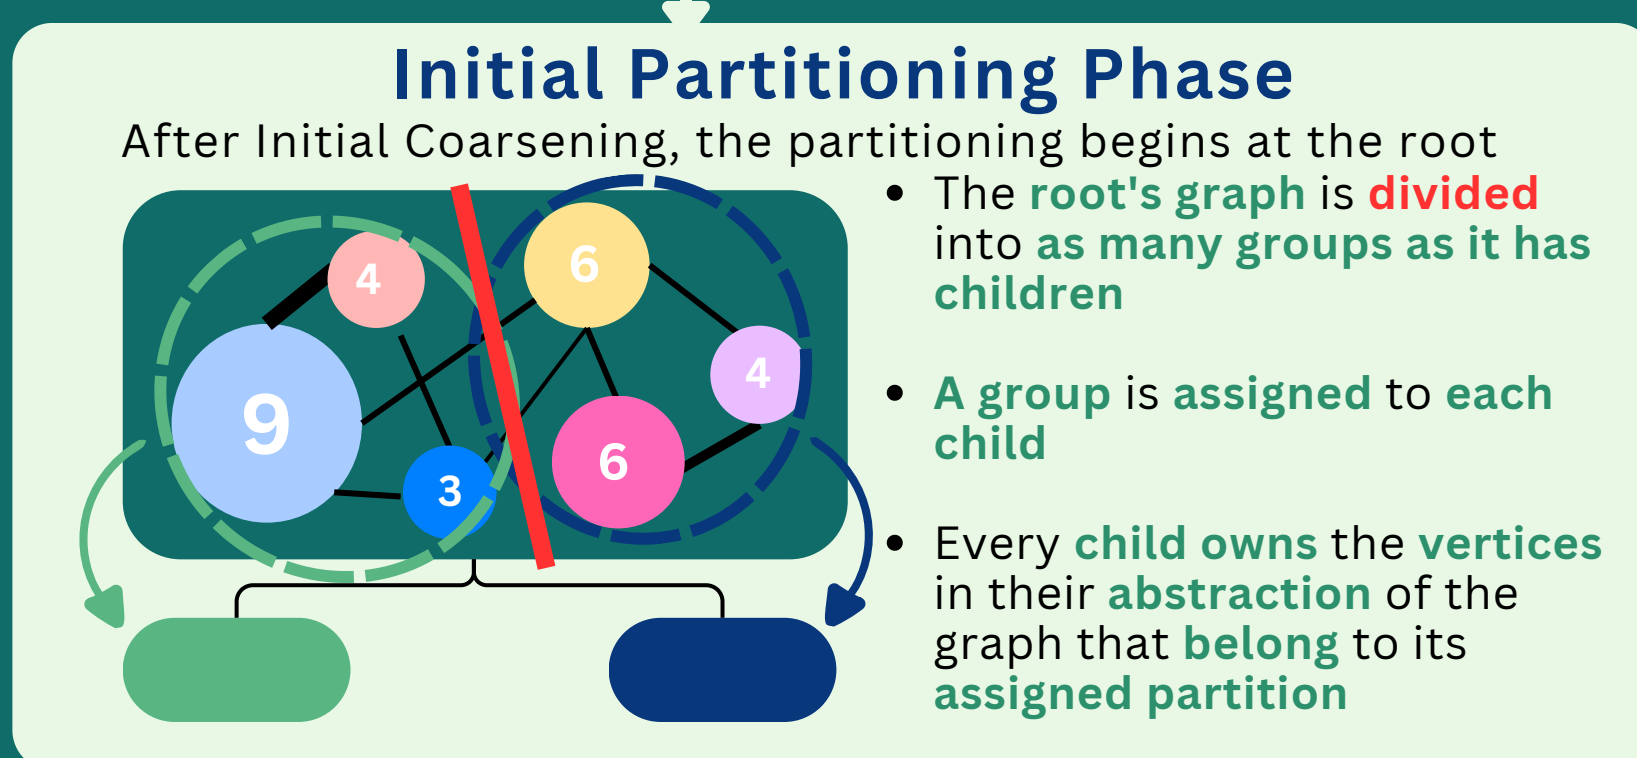 Initial Partitioning Phase
After Initial Coarsening, the partitioning begins at the root
4
6
9
4
3
6
• The root's graph is divided
into as many groups as it has
children
• A group is assigned to each
child
• Every child owns the vertices
in their abstraction of the
graph that belong to its
assigned partition